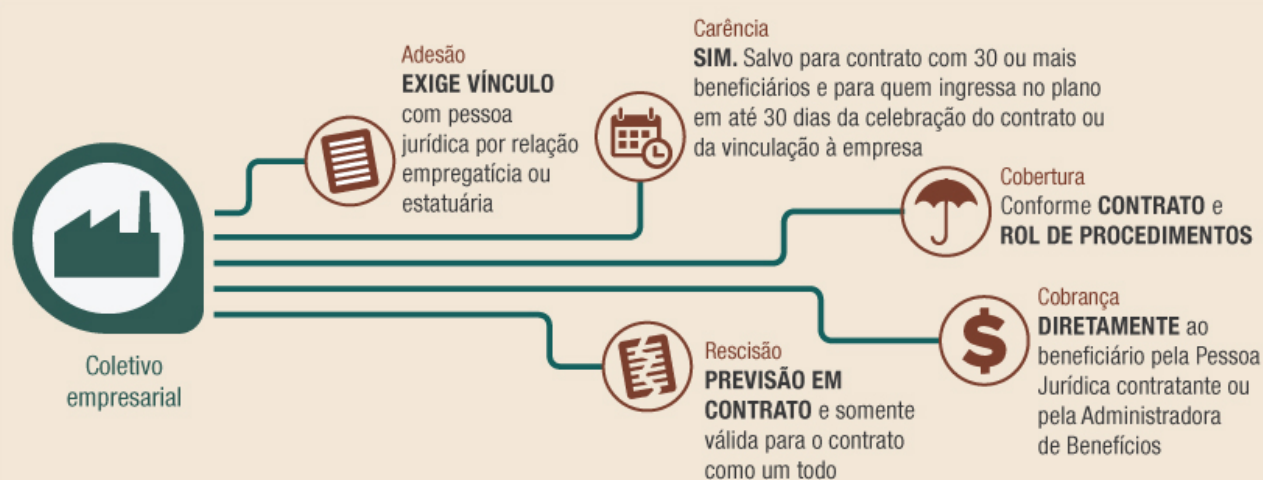 Adesão
EXIGE VÍNCULO
com pessoa
jurídica por relação
empregatícia ou
estatuária
Carência
SIM. Salvo para contrato com 30 ou mais
beneficiários e para quem ingressa no plano
em até 30 dias da celebração do contrato ou
da vinculação à empresa
Cobertura
Conforme CONTRATO e
ROL DE PROCEDIMENTOS
Cobrança
DIRETAMENTE ao
beneficiário pela Pessoa
Jurídica contratante ou
pela Administradora
de Benefícios
Rescisão
PREVISÃO EM
CONTRATO e somente
válida para o contrato
como um todo
Coletivo
empresarial